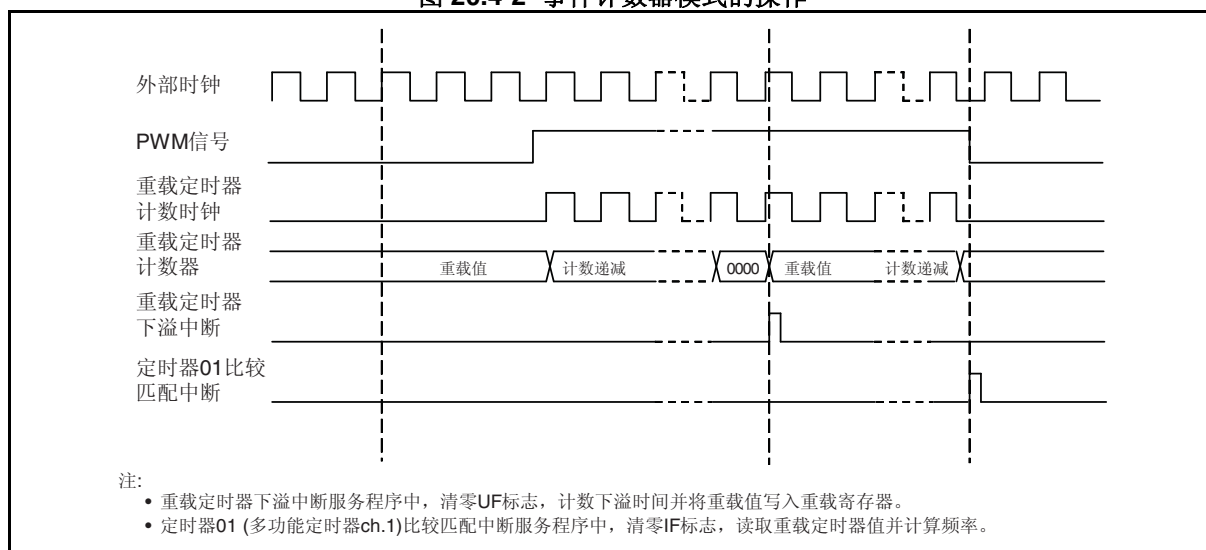 外部时钟
PWM信号
重载定时器
计数时钟
重载定时器
计数器
重载值
计数递减
0000
重载值
计数递减
重载定时器
下溢中断
定时器01比较
匹配中断
注:
• 重载定时器下溢中断服务程序中，清零UF标志，计数下溢时间并将重载值写入重载寄存器。
• 定时器01 (多功能定时器ch.1)比较匹配中断服务程序中，清零IF标志，读取重载定时器值并计算频率。